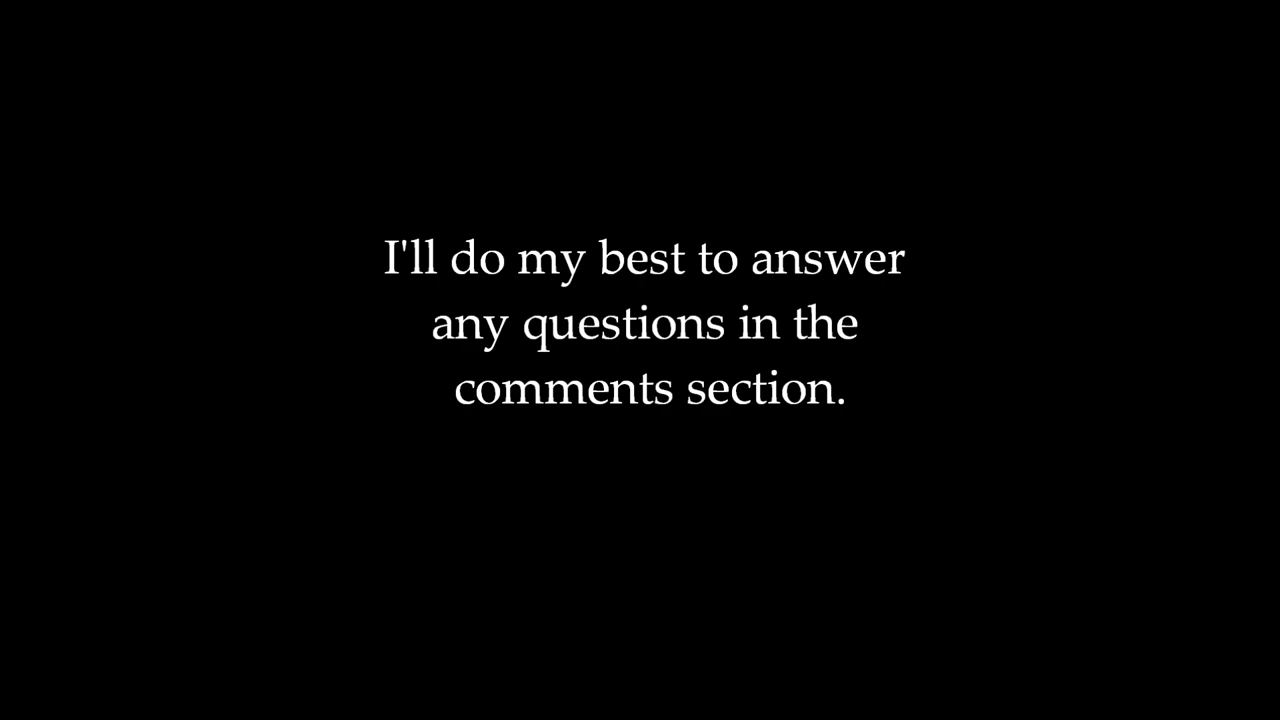 I'll do my best to answer
any questions in the
comments section.